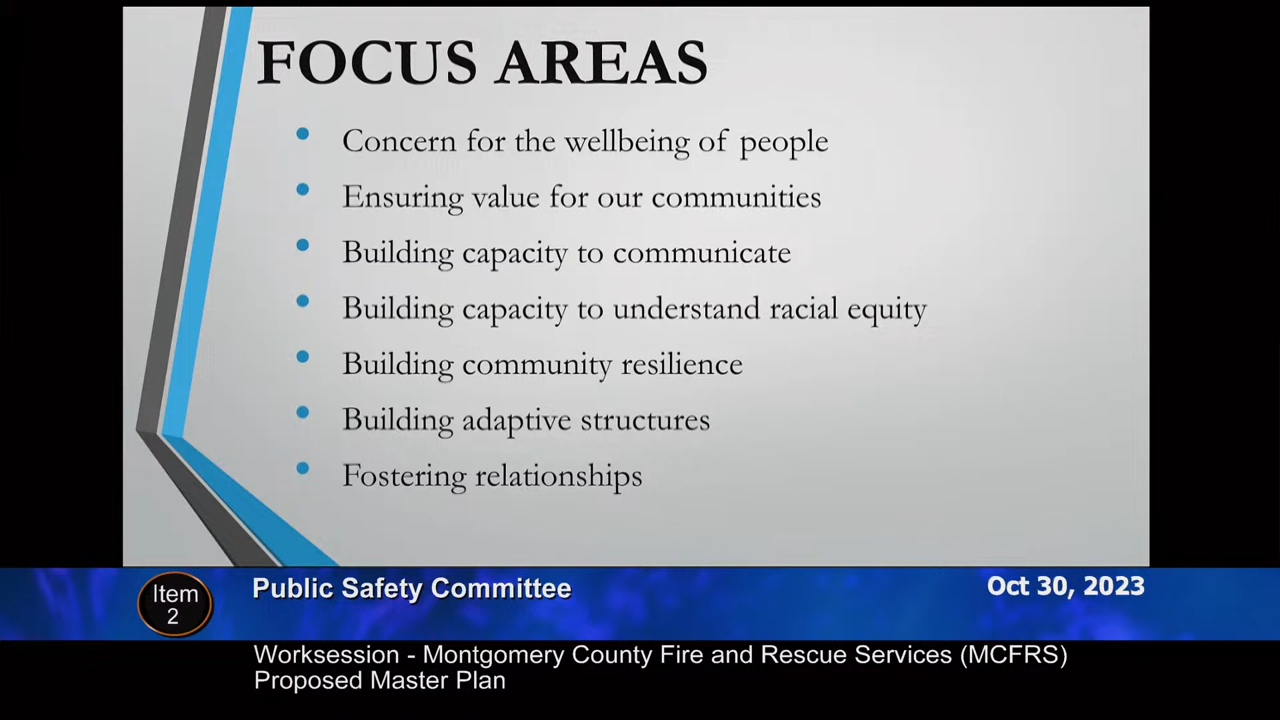 FOCUS AREAS
Concern for the wellbeing of people
Ensuring value for our communities
Building capacity to communicate
Building capacity to understand racial equity
Building community resilience
Building adaptive structures
Fostering relationships
Item
2
Public Safety Committee
Oct 30, 2023
Worksession - Montgomery County Fire and Rescue Services (MCFRS)
Proposed Master Plan